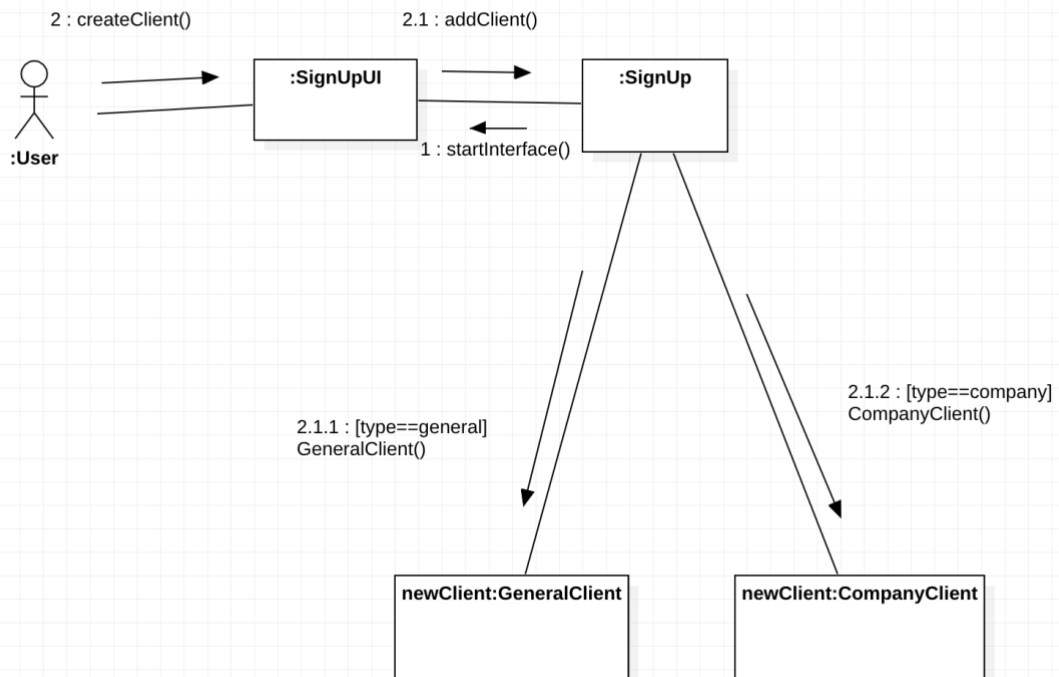 2 : createClient()
2.1 : addClient()
:SignUpUI
:SignUp
1 : startInterface()
:User
2.1.2 : [type==company]
CompanyClient()
2.1.1 : [type==general]
GeneralClient()
newClient:GeneralClient
newClient:CompanyClient